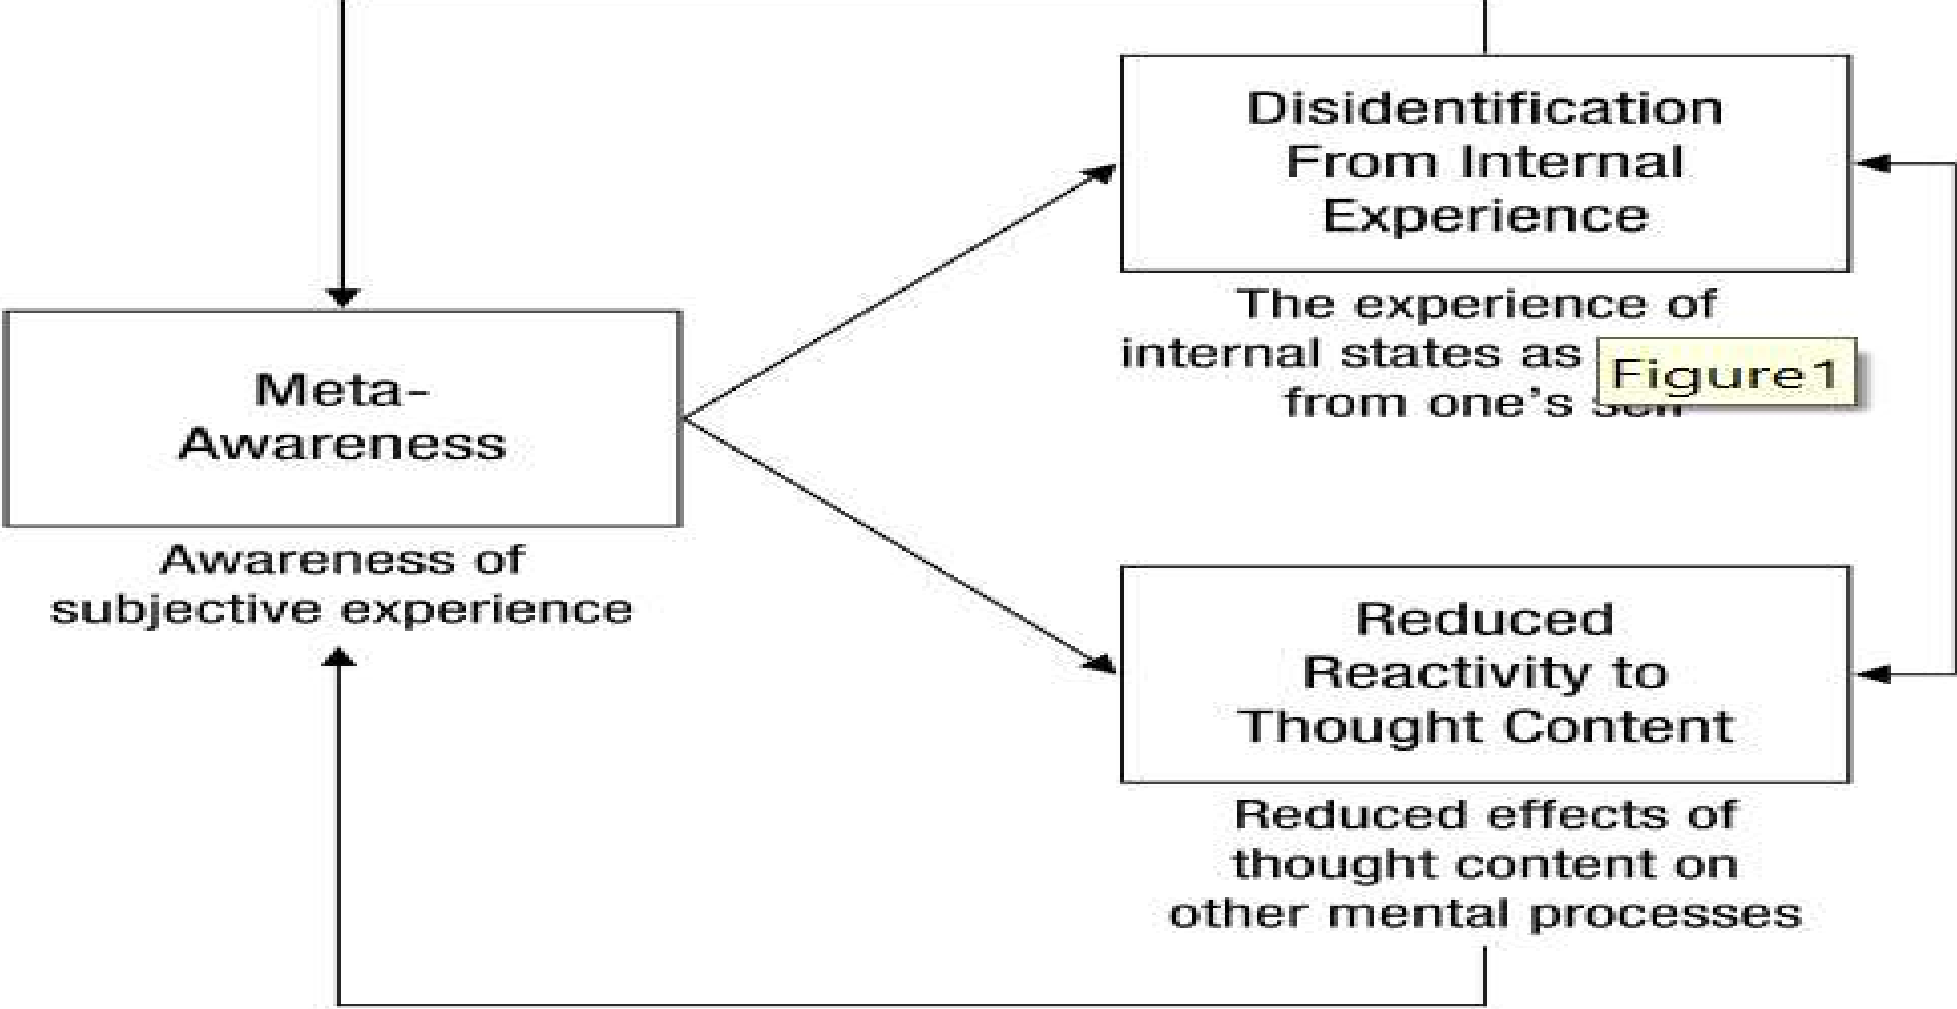 Disidentification
From Internal
Experience
The experience of
internal states as
from one's
Figure1
Meta-
Awareness
Awareness of
subjective experience
Reduced
Reactivity to
Thought Content
Reduced effects of
thought content on
other mental processes